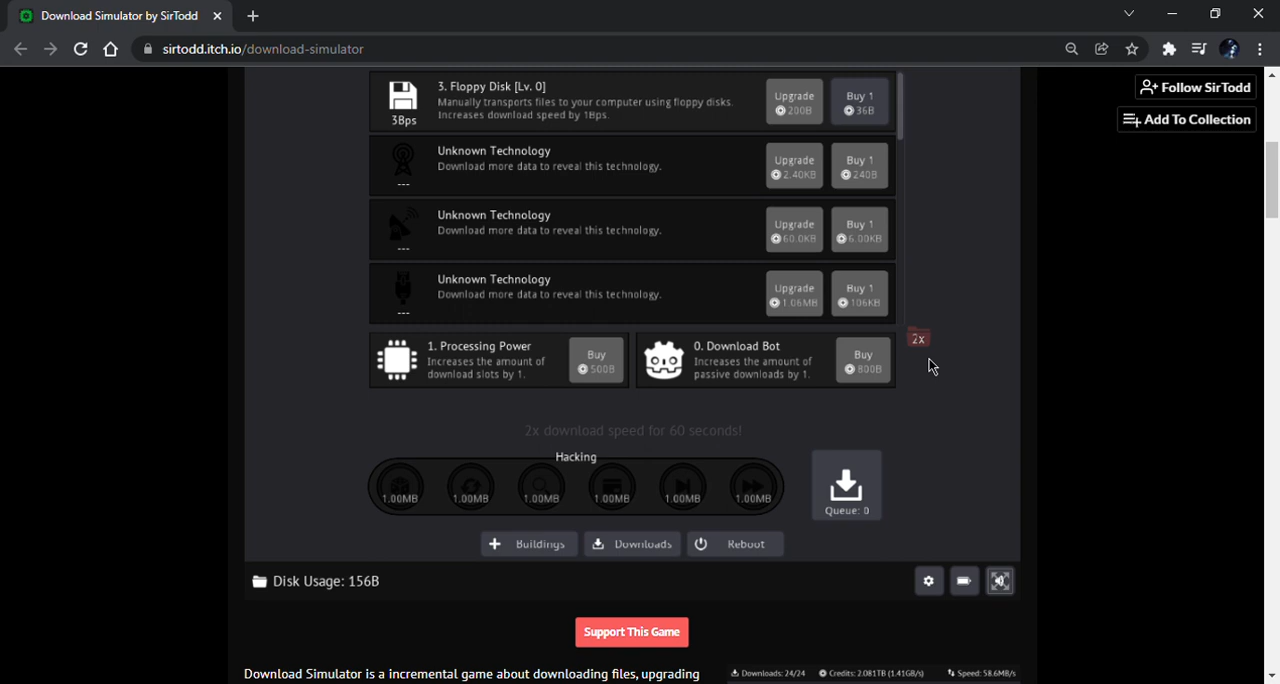 Download Simulator by SirTodd
sirtodd.itch.io/download-simulator
Follow SirTodd
Add To Collection
3. Floppy Disk [Lv. 0]
Manually transports files to your computer using floppy disks.
Increases download speed by 1Bps.
3Bps
Upgrade
200B
Buy 1
36B
Unknown Technology
Download more data to reveal this technology.
---
Upgrade
2.40KB
Buy 1
240B
Unknown Technology
Download more data to reveal this technology.
---
Upgrade
60.0KB
Buy 1
6.00KB
Unknown Technology
Download more data to reveal this technology.
---
Upgrade
1.06MB
Buy 1
106KB
2x
1. Processing Power
Increases the amount of
download slots by 1.
Buy
500B
0. Download Bot
Increases the amount of
passive downloads by 1.
Buy
800B
2x download speed for 60 seconds!
Hacking
1.00MB 1.00MB 1.00MB 1.00MB 1.00MB 1.00MB
Queue: 0
Buildings Downloads Reboot
Disk Usage: 156B
Support This Game
Download Simulator is a incremental game about downloading files, upgrading
Downloads: 24/24 Credits: 2.081TB (1.41GB/s) Speed: 58.6MB/s